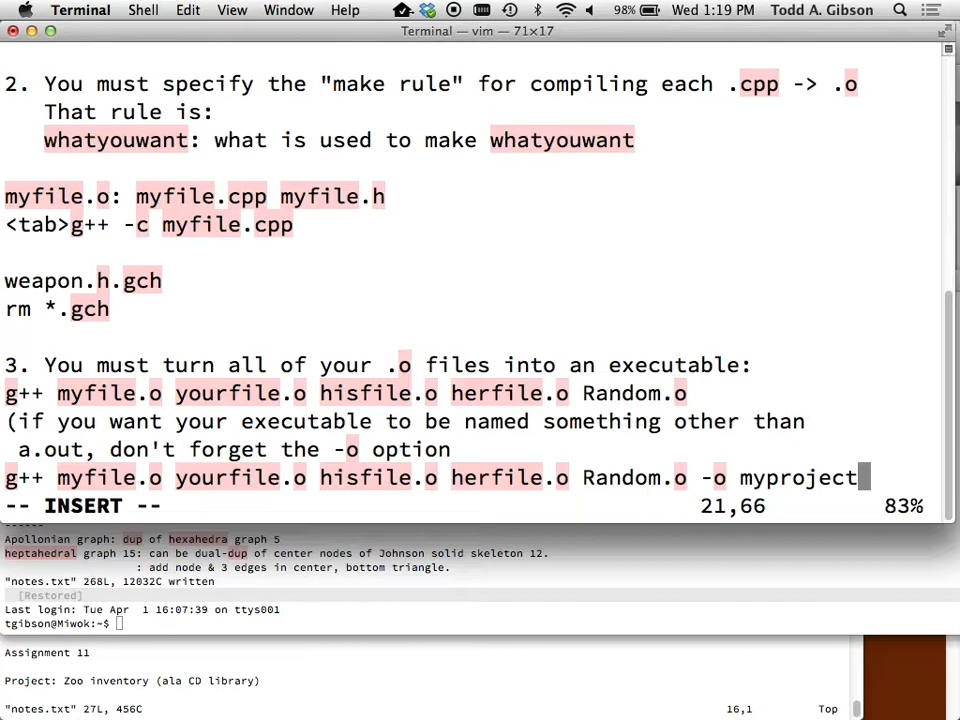 Terminal Shell Edit View Window Help 98% Wed 1:19 PM Todd A. Gibson
Terminal — vim — 71×17
2. You must specify the "make rule" for compiling each .cpp -> .o
That rule is:
whatyouwant: what is used to make whatyouwant
myfile.o: myfile.cpp myfile.h
<tab>g++ -c myfile.cpp
weapon.h.gch
rm *.gch
3. You must turn all of your .o files into an executable:
g++ myfile.o yourfile.o hisfile.o herfile.o Random.o
(if you want your executable to be named something other than
a.out, don't forget the -o option
g++ myfile.o yourfile.o hisfile.o herfile.o Random.o -o myproject
-- INSERT -- 21,66 83%
------
Apollonian graph: dup of hexahedra graph 5
heptahedral graph 15: can be dual-dup of center nodes of Johnson solid skeleton 12.
: add node & 3 edges in center, bottom triangle.
"notes.txt" 268L, 12032C written
[Restored]
Last login: Tue Apr 1 16:07:39 on ttys001
tgibson@Miwok:~$
Assignment 11
Project: Zoo inventory (ala CD library)
"notes.txt" 27L, 456C 16,1 Top